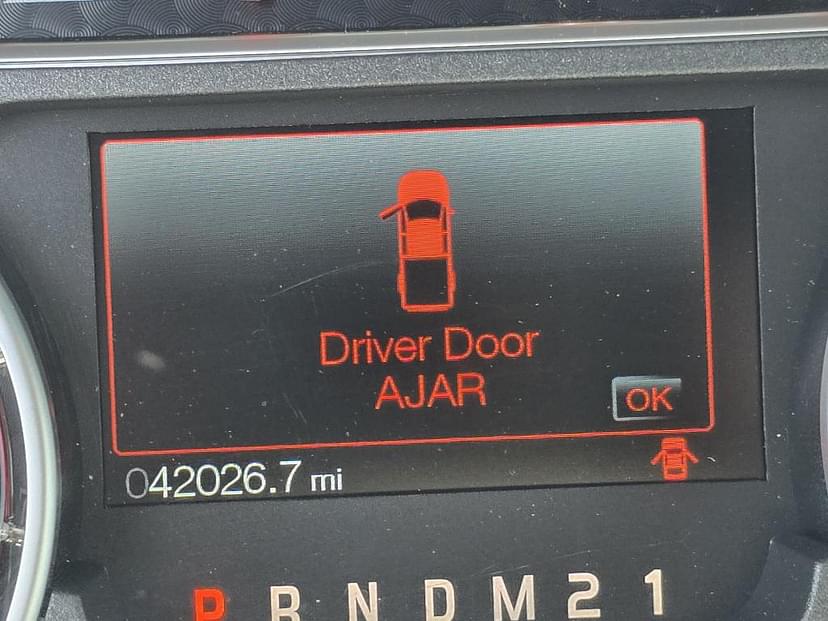 Driver Door
AJAR
OK
042026.7 mi
P R N D M 2 1